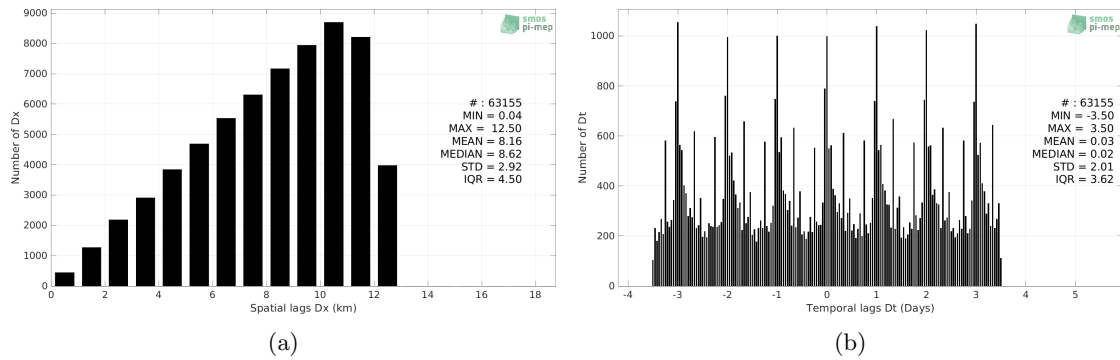 9000
8000
7000
6000
5000
4000
3000
2000
1000
0
Number of Dx
0 2 4 6 8 10 12 14 16 18
Spatial lags Dx (km)
smos
pi-mep
# : 63155
MIN = 0.04
MAX = 12.50
MEAN = 8.16
MEDIAN = 8.62
STD = 2.92
IQR = 4.50
(a)
1000
800
600
400
200
0
Number of Dt
-4 -3 -2 -1 0 1 2 3 4 5
Temporal lags Dt (Days)
smos
pi-mep
# : 63155
MIN = -3.50
MAX = 3.50
MEAN = 0.03
MEDIAN = 0.02
STD = 2.01
IQR = 3.62
(b)